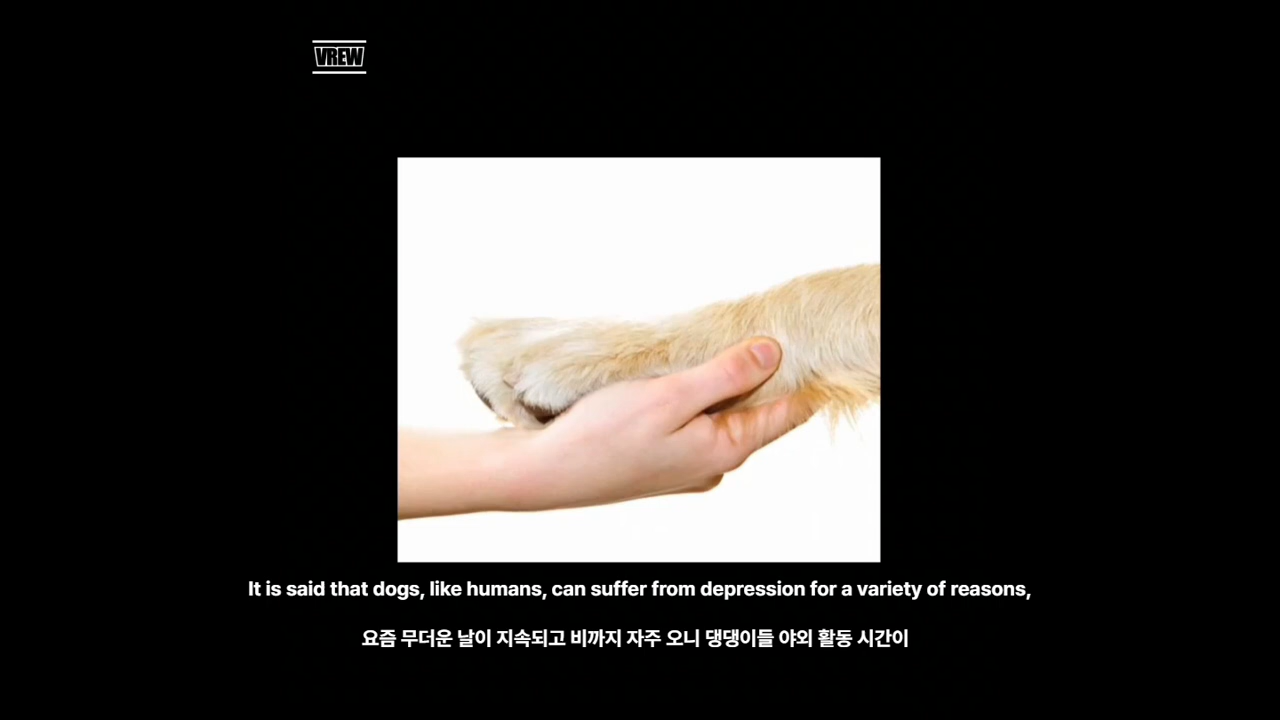 VREW
It is said that dogs, like humans, can suffer from depression for a variety of reasons,
요즘 무더운 날이 지속되고 비까지 자주 오니 댕댕이들 야외 활동 시간이